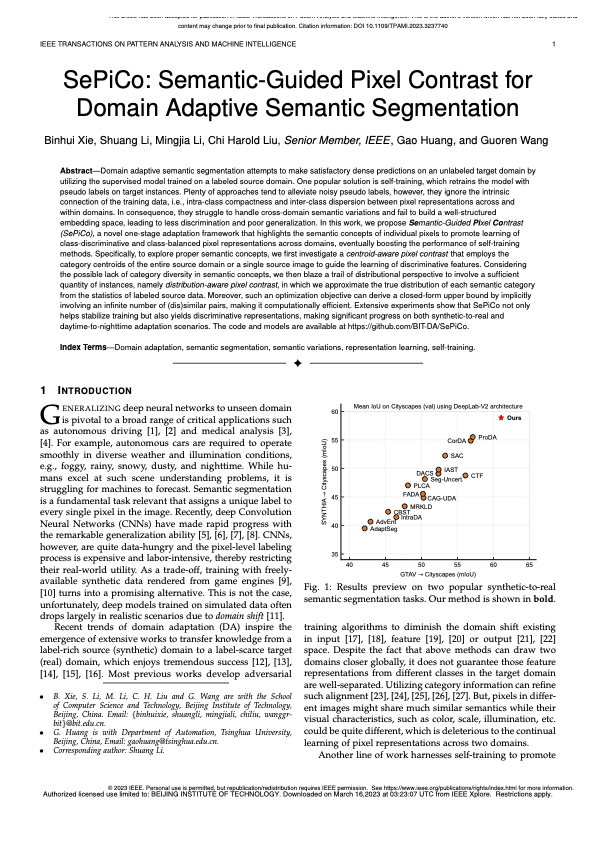 content may change prior to final publication. Citation information: DOI 10.1109/TPAMI.2023.3237740
IEEE TRANSACTIONS ON PATTERN ANALYSIS AND MACHINE INTELLIGENCE
1
SePiCo: Semantic-Guided Pixel Contrast for
Domain Adaptive Semantic Segmentation
Binhui Xie, Shuang Li, Mingjia Li, Chi Harold Liu, Senior Member, IEEE, Gao Huang, and Guoren Wang
Abstract—Domain adaptive semantic segmentation attempts to make satisfactory dense predictions on an unlabeled target domain by
utilizing the supervised model trained on a labeled source domain. One popular solution is self-training, which retrains the model with
pseudo labels on target instances. Plenty of approaches tend to alleviate noisy pseudo labels, however, they ignore the intrinsic
connection of the training data, i.e., intra-class compactness and inter-class dispersion between pixel representations across and
within domains. In consequence, they struggle to handle cross-domain semantic variations and fail to build a well-structured
embedding space, leading to less discrimination and poor generalization. In this work, we propose Semantic-Guided Pixel Contrast
(SePiCo), a novel one-stage adaptation framework that highlights the semantic concepts of individual pixels to promote learning of
class-discriminative and class-balanced pixel representations across domains, eventually boosting the performance of self-training
methods. Specifically, to explore proper semantic concepts, we first investigate a centroid-aware pixel contrast that employs the
category centroids of the entire source domain or a single source image to guide the learning of discriminative features. Considering
the possible lack of category diversity in semantic concepts, we then blaze a trail of distributional perspective to involve a sufficient
quantity of instances, namely distribution-aware pixel contrast, in which we approximate the true distribution of each semantic category
from the statistics of labeled source data. Moreover, such an optimization objective can derive a closed-form upper bound by implicitly
involving an infinite number of (dis)similar pairs, making it computationally efficient. Extensive experiments show that SePiCo not only
helps stabilize training but also yields discriminative representations, making significant progress on both synthetic-to-real and
daytime-to-nighttime adaptation scenarios. The code and models are available at https://github.com/BIT-DA/SePiCo.
Index Terms—Domain adaptation, semantic segmentation, semantic variations, representation learning, self-training.
1 INTRODUCTION
GENERALIZING deep neural networks to unseen domain
is pivotal to a broad range of critical applications such
as autonomous driving [1], [2] and medical analysis [3],
[4]. For example, autonomous cars are required to operate
smoothly in diverse weather and illumination conditions,
e.g., foggy, rainy, snowy, dusty, and nighttime. While hu-
mans excel at such scene understanding problems, it is
struggling for machines to forecast. Semantic segmentation
is a fundamental task relevant that assigns a unique label to
every single pixel in the image. Recently, deep Convolution
Neural Networks (CNNs) have made rapid progress with
the remarkable generalization ability [5], [6], [7], [8]. CNNs,
however, are quite data-hungry and the pixel-level labeling
process is expensive and labor-intensive, thereby restricting
their real-world utility. As a trade-off, training with freely-
available synthetic data rendered from game engines [9],
[10] turns into a promising alternative. This is not the case,
unfortunately, deep models trained on simulated data often
drops largely in realistic scenarios due to domain shift [11].
Recent trends of domain adaptation (DA) inspire the
emergence of extensive works to transfer knowledge from a
label-rich source (synthetic) domain to a label-scarce target
(real) domain, which enjoys tremendous success [12], [13],
[14], [15], [16]. Most previous works develop adversarial
• B. Xie, S. Li, M. Li, C. H. Liu and G. Wang are with the School
of Computer Science and Technology, Beijing Institute of Technology,
Beijing, China. Email: {binhuixie, shuangli, mingjiali, chiliu, wanggr-
bit}@bit.edu.cn.
• G. Huang is with Department of Automation, Tsinghua University,
Beijing, China, Email: gaohuang@tsinghua.edu.cn.
• Corresponding author: Shuang Li.
Mean IoU on Cityscapes (val) using DeepLab-V2 architecture
60
55
50
45
40
35
SYNTHIA → Cityscapes (mIoU)
Ours
ProDA
CorDA
SAC
IAST
DACS
CTF
Seg-Uncert.
PLCA
FADA
CAG-UDA
MRKLD
CBST
IntraDA
AdvEnt
AdaptSeg
40 45 50 55 60 65
GTAV → Cityscapes (mIoU)
Fig. 1: Results preview on two popular synthetic-to-real
semantic segmentation tasks. Our method is shown in bold.
training algorithms to diminish the domain shift existing
in input [17], [18], feature [19], [20] or output [21], [22]
space. Despite the fact that above methods can draw two
domains closer globally, it does not guarantee those feature
representations from different classes in the target domain
are well-separated. Utilizing category information can refine
such alignment [23], [24], [25], [26], [27]. But, pixels in differ-
ent images might share much similar semantics while their
visual characteristics, such as color, scale, illumination, etc.
could be quite different, which is deleterious to the continual
learning of pixel representations across two domains.
Another line of work harnesses self-training to promote
© 2023 IEEE. Personal use is permitted, but republication/redistribution requires IEEE permission. See https://www.ieee.org/publications/rights/index.html for more information.
Authorized licensed use limited to: BEIJING INSTITUTE OF TECHNOLOGY. Downloaded on March 16,2023 at 03:23:07 UTC from IEEE Xplore. Restrictions apply.